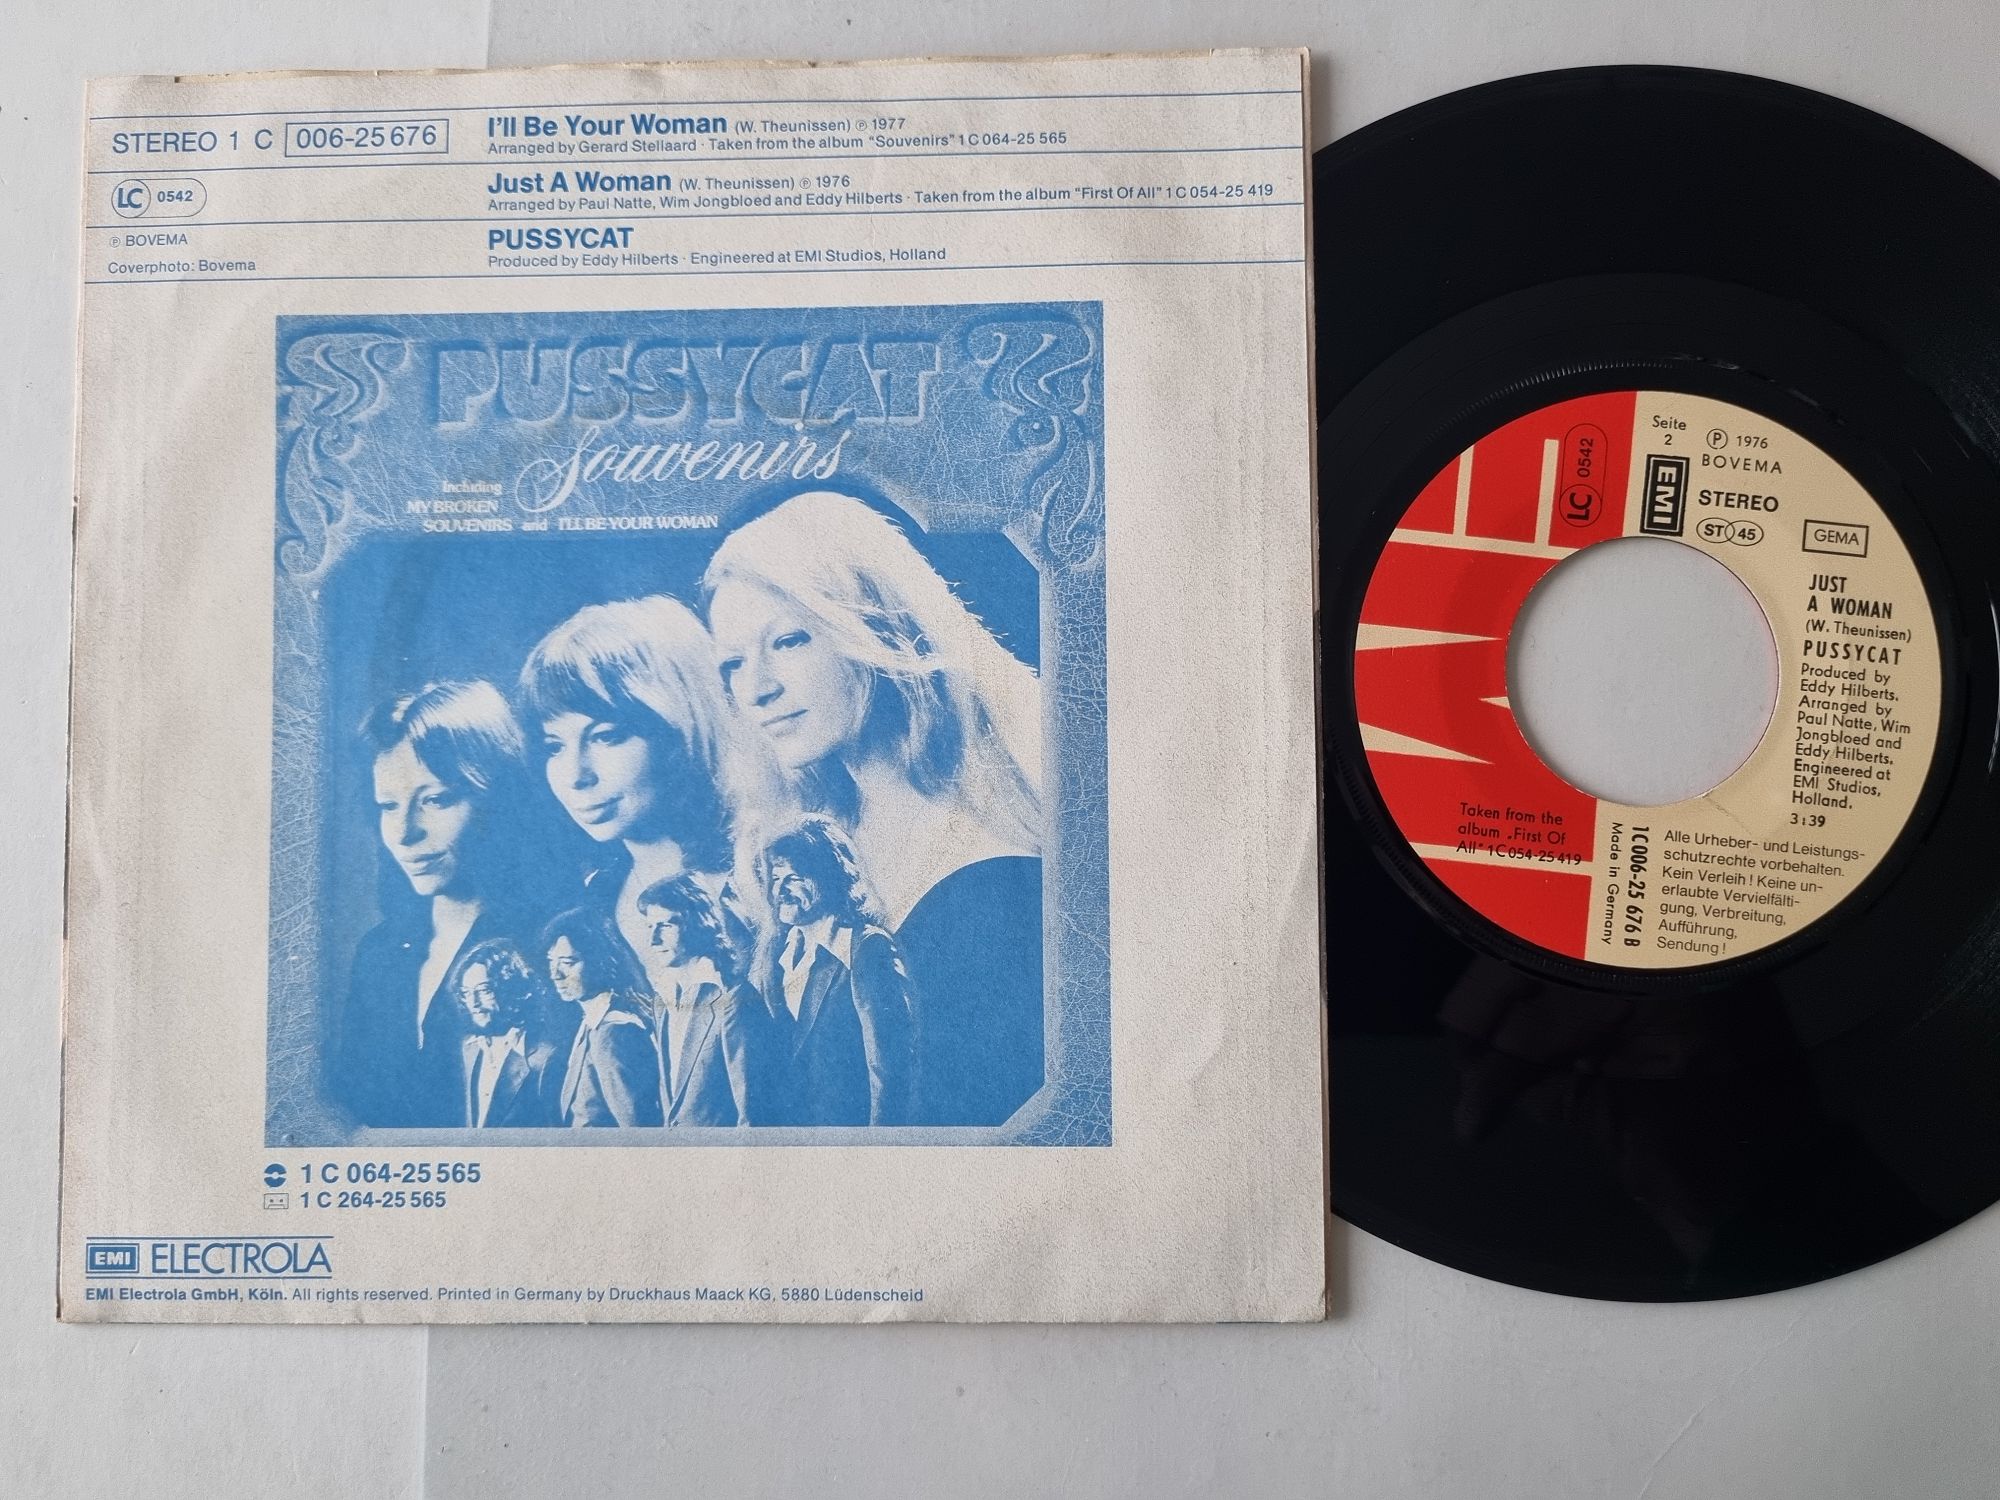 STEREO 1 C 006-25 676
LC 0542
℗ BOVEMA
Coverphoto: Bovema
I'll Be Your Woman (W. Theunissen) ℗ 1977
Arranged by Gerard Stellaard · Taken from the album "Souvenirs" 1 C 064-25 565
Just A Woman (W. Theunissen) ℗ 1976
Arranged by Paul Natte, Wim Jongbloed and Eddy Hilberts · Taken from the album "First Of All" 1 C 054-25 419
PUSSYCAT
Produced by Eddy Hilberts · Engineered at EMI Studios, Holland
PUSSYCAT
Souvenirs
Including
MY BROKEN
SOUVENIRS and I'LL BE YOUR WOMAN
1 C 064-25 565
1 C 264-25 565
EMI ELECTROLA
EMI Electrola GmbH, Köln. All rights reserved. Printed in Germany by Druckhaus Maack KG, 5880 Lüdenscheid
EMI
LC 0542
Seite
2
EMI
℗ 1976
BOVEMA
STEREO
ST 45
GEMA
JUST
A WOMAN
(W. Theunissen)
PUSSYCAT
Produced by
Eddy Hilberts.
Arranged by
Paul Natte, Wim
Jongbloed and
Eddy Hilberts.
Engineered at
EMI Studios,
Holland.
3:39
Taken from the
album „First Of
All" 1C 054-25 419
1C 006-25 676 B
Made in Germany
Alle Urheber- und Leistungs-
schutzrechte vorbehalten.
Kein Verleih! Keine un-
erlaubte Vervielfälti-
gung, Verbreitung,
Aufführung,
Sendung!